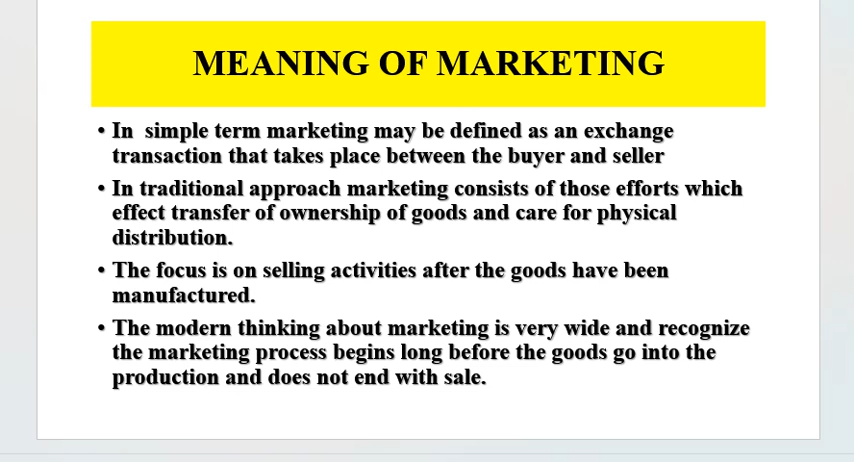 MEANING OF MARKETING
• In  simple term marketing may be defined as an exchange
transaction that takes place between the buyer and seller
• In traditional approach marketing consists of those efforts which
effect transfer of ownership of goods and care for physical
distribution.
• The focus is on selling activities after the goods have been
manufactured.
• The modern thinking about marketing is very wide and recognize
the marketing process begins long before the goods go into the
production and does not end with sale.